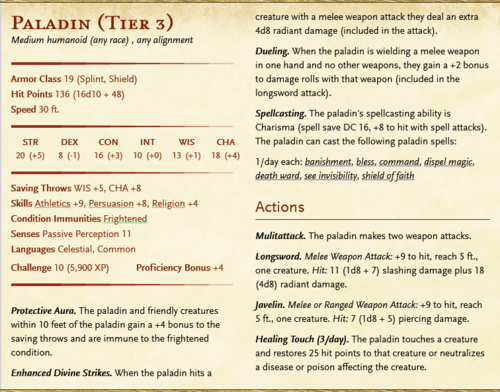 Paladin (Tier 3)
Medium humanoid (any race) , any alignment
Armor Class 19 (Splint, Shield)
Hit Points 136 (16d10 + 48)
Speed 30 ft.
STR DEX CON INT WIS CHA
20 (+5) 8 (-1) 16 (+3) 10 (+0) 13 (+1) 18 (+4)
Saving Throws WIS +5, CHA +8
Skills Athletics +9, Persuasion +8, Religion +4
Condition Immunities Frightened
Senses Passive Perception 11
Languages Celestial, Common
Challenge 10 (5,900 XP) Proficiency Bonus +4
Protective Aura. The paladin and friendly creatures
within 10 feet of the paladin gain a +4 bonus to the
saving throws and are immune to the frightened
condition.
Enhanced Divine Strikes. When the paladin hits a
creature with a melee weapon attack they deal an extra
4d8 radiant damage (included in the attack).
Dueling. When the paladin is wielding a melee weapon
in one hand and no other weapons, they gain a +2 bonus
to damage rolls with that weapon (included in the
longsword attack).
Spellcasting. The paladin's spellcasting ability is
Charisma (spell save DC 16, +8 to hit with spell attacks).
The paladin can cast the following paladin spells:
1/day each: banishment, bless, command, dispel magic,
death ward, see invisibility, shield of faith
Actions
Mulitattack. The paladin makes two weapon attacks.
Longsword. Melee Weapon Attack: +9 to hit, reach 5 ft.,
one creature. Hit: 11 (1d8 + 7) slashing damage plus 18
(4d8) radiant damage.
Javelin. Melee or Ranged Weapon Attack: +9 to hit, reach
5 ft., one creature. Hit: 7 (1d8 + 5) piercing damage.
Healing Touch (3/day). The paladin touches a creature
and restores 25 hit points to that creature or neutralizes
a disease or poison affecting the creature.